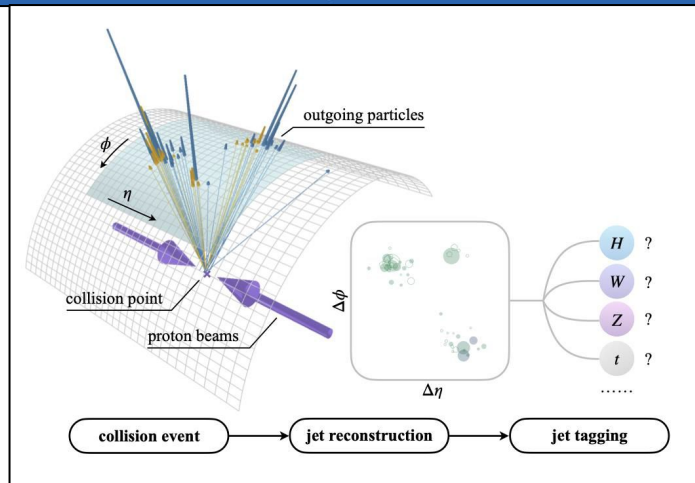 outgoing particles
ϕ
η
collision point
proton beams
Δϕ
Δη
H ?
W ?
Z ?
t ?
......
collision event
jet reconstruction
jet tagging